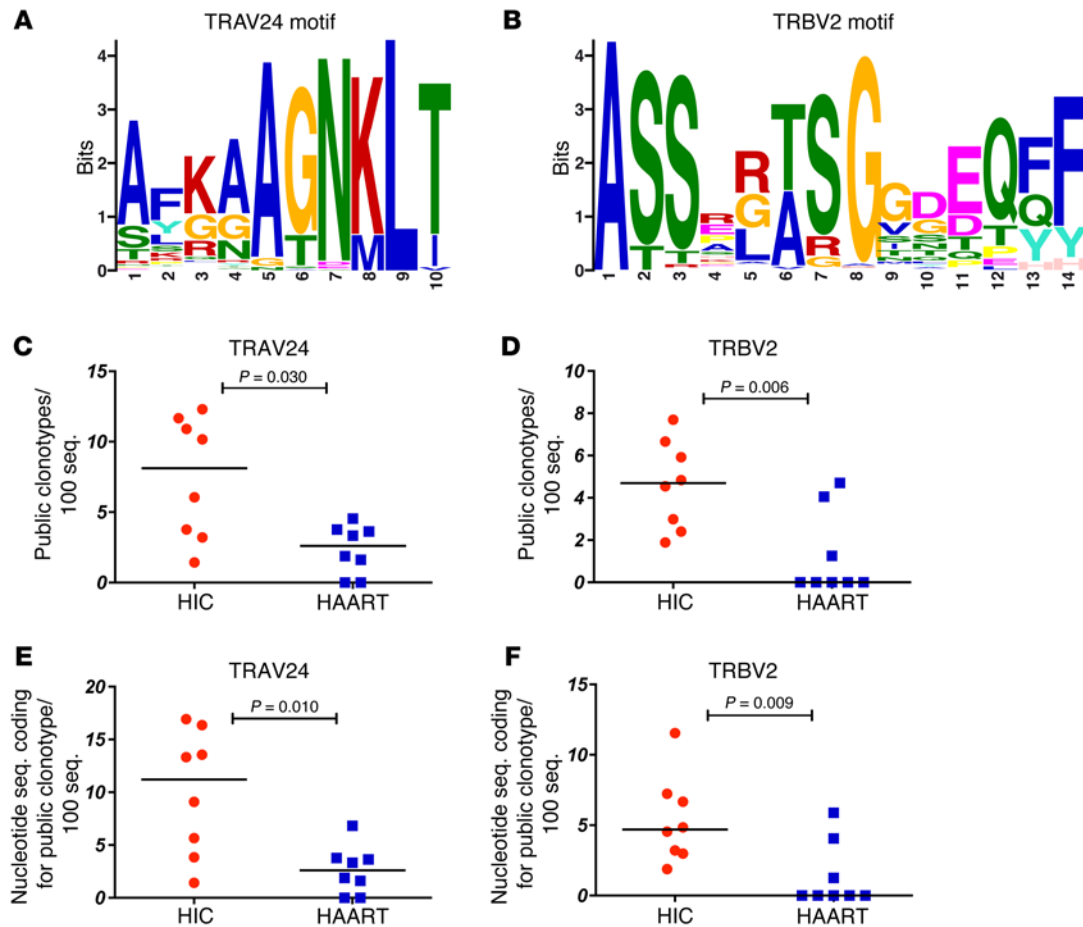 A
TRAV24 motif
Bits
4
3
2
1
0
1 2 3 4 5 6 7 8 9 10
B
TRBV2 motif
Bits
4
3
2
1
0
1 2 3 4 5 6 7 8 9 10 11 12 13 14
C
TRAV24
Public clonotypes/
100 seq.
15
10
5
0
P = 0.030
HIC HAART
D
TRBV2
Public clonotypes/
100 seq.
10
8
6
4
2
0
P = 0.006
HIC HAART
E
TRAV24
Nucleotide seq. coding
for public clonotype/
100 seq.
20
15
10
5
0
P = 0.010
HIC HAART
F
TRBV2
Nucleotide seq. coding
for public clonotype/
100 seq.
15
10
5
0
P = 0.009
HIC HAART